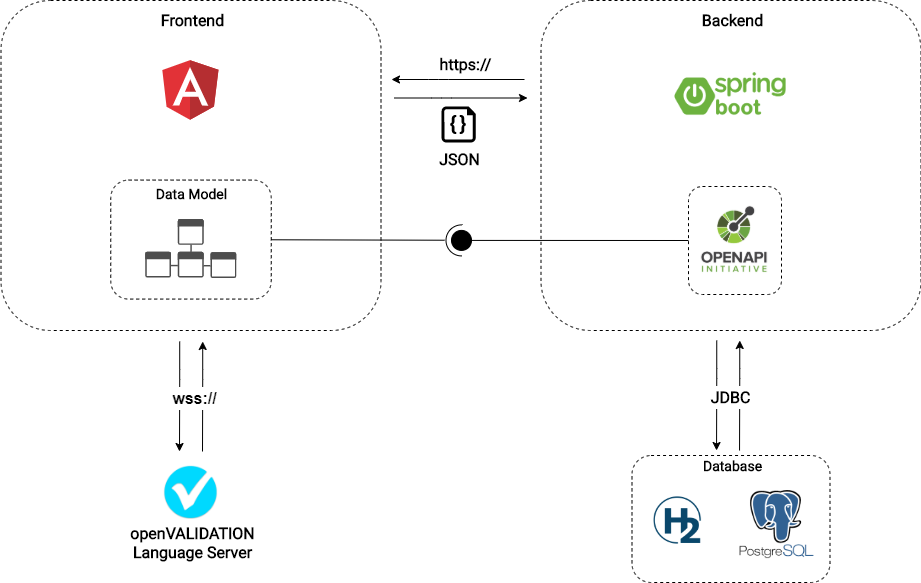 Frontend
Backend
https://
{}
JSON
spring
boot
Data Model
OPENAPI
INITIATIVE
wss://
JDBC
openVALIDATION
Language Server
Database
H2
PostgreSQL